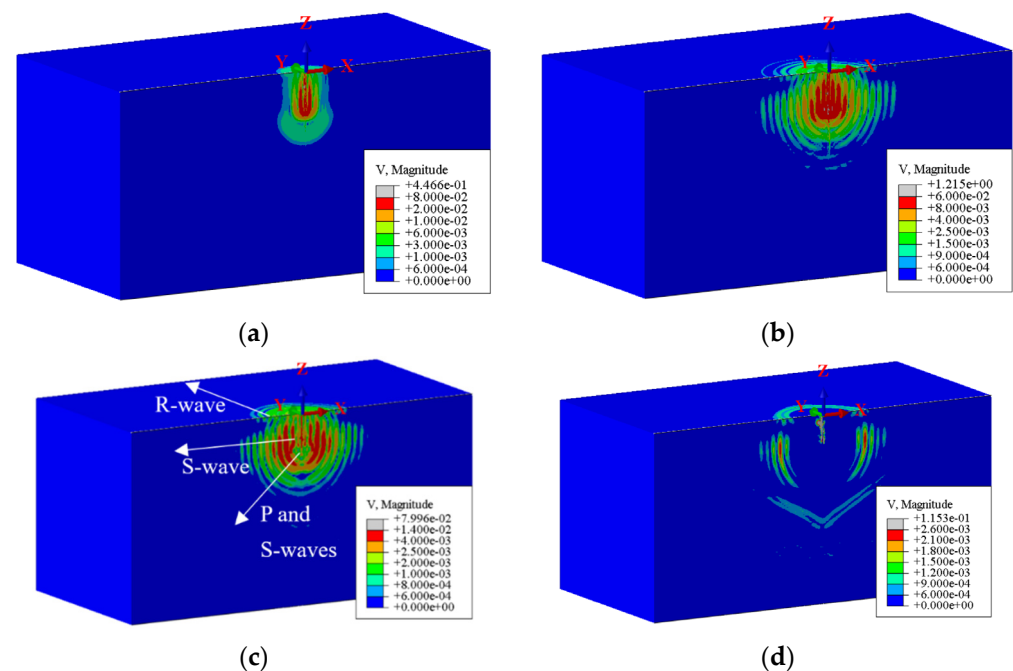 Z
Y X
V, Magnitude
+4.466e-01
+8.000e-02
+2.000e-02
+1.000e-02
+6.000e-03
+3.000e-03
+1.000e-03
+6.000e-04
+0.000e+00
(a)
Z
Y X
V, Magnitude
+1.215e+00
+6.000e-02
+8.000e-03
+4.000e-03
+2.500e-03
+1.500e-03
+9.000e-04
+6.000e-04
+0.000e+00
(b)
Z
Y X
R-wave
S-wave
P and
S-waves
V, Magnitude
+7.996e-02
+1.400e-02
+4.000e-03
+2.500e-03
+2.000e-03
+1.000e-03
+8.000e-04
+6.000e-04
+0.000e+00
(c)
Z
Y X
V, Magnitude
+1.153e-01
+2.600e-03
+2.100e-03
+1.800e-03
+1.500e-03
+1.200e-03
+9.000e-04
+6.000e-04
+0.000e+00
(d)